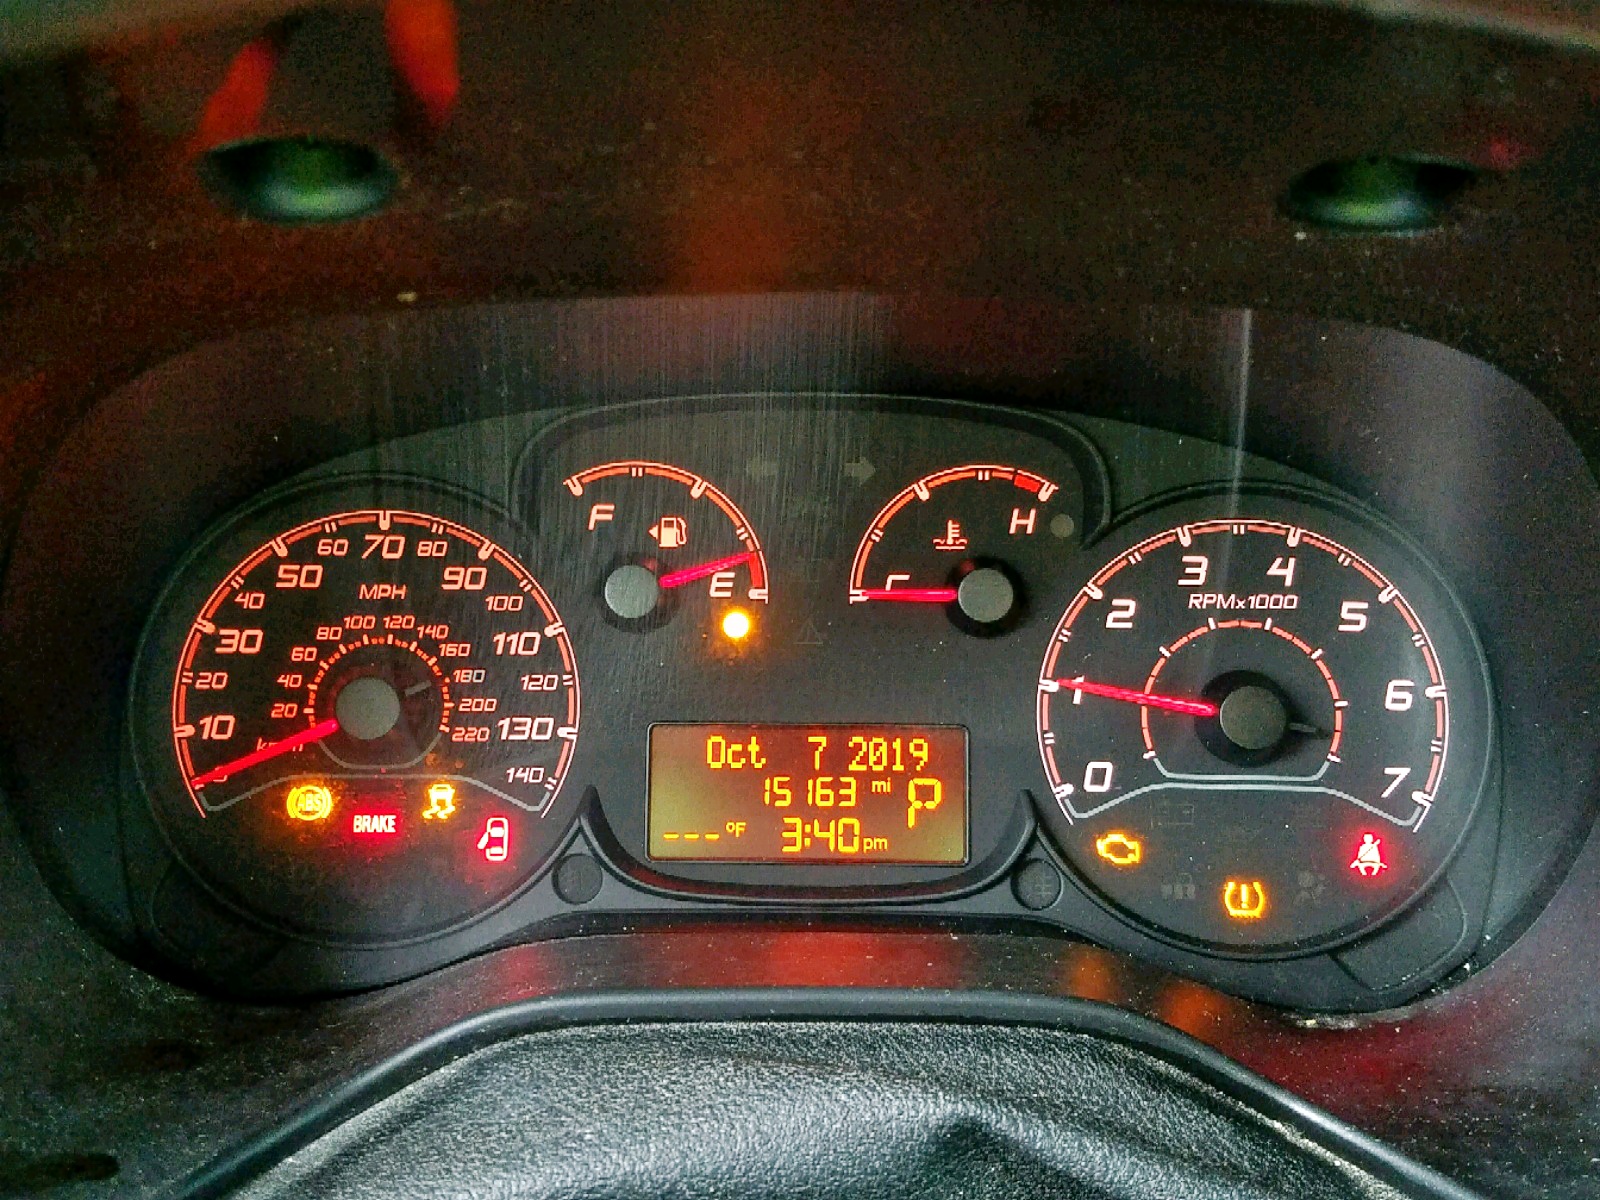 F
E
H
60 70 80
50 90
40 MPH 100
30 110
20 120
10 130
140
80 100 120 140
60 160
40 180
20 200
220
Oct 7 2019
15163 mi
P
---°F 3:40pm
ABS
BRAKE
3 4
2 RPMx1000 5
1 6
0 7